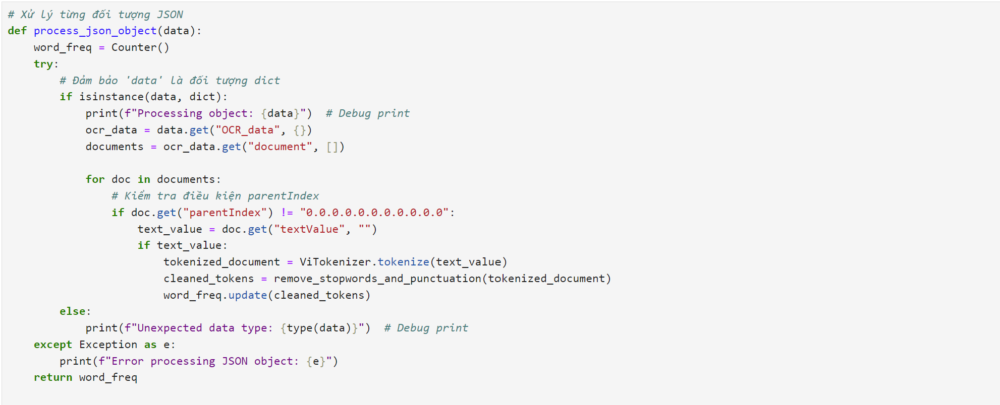 # Xử lý từng đối tượng JSON
def process_json_object(data):
    word_freq = Counter()
    try:
        # Đảm bảo 'data' là đối tượng dict
        if isinstance(data, dict):
            print(f"Processing object: {data}")  # Debug print
            ocr_data = data.get("OCR_data", {})
            documents = ocr_data.get("document", [])

            for doc in documents:
                # Kiểm tra điều kiện parentIndex
                if doc.get("parentIndex") != "0.0.0.0.0.0.0.0.0.0.0":
                    text_value = doc.get("textValue", "")
                    if text_value:
                        tokenized_document = ViTokenizer.tokenize(text_value)
                        cleaned_tokens = remove_stopwords_and_punctuation(tokenized_document)
                        word_freq.update(cleaned_tokens)
        else:
            print(f"Unexpected data type: {type(data)}")  # Debug print
    except Exception as e:
        print(f"Error processing JSON object: {e}")
    return word_freq